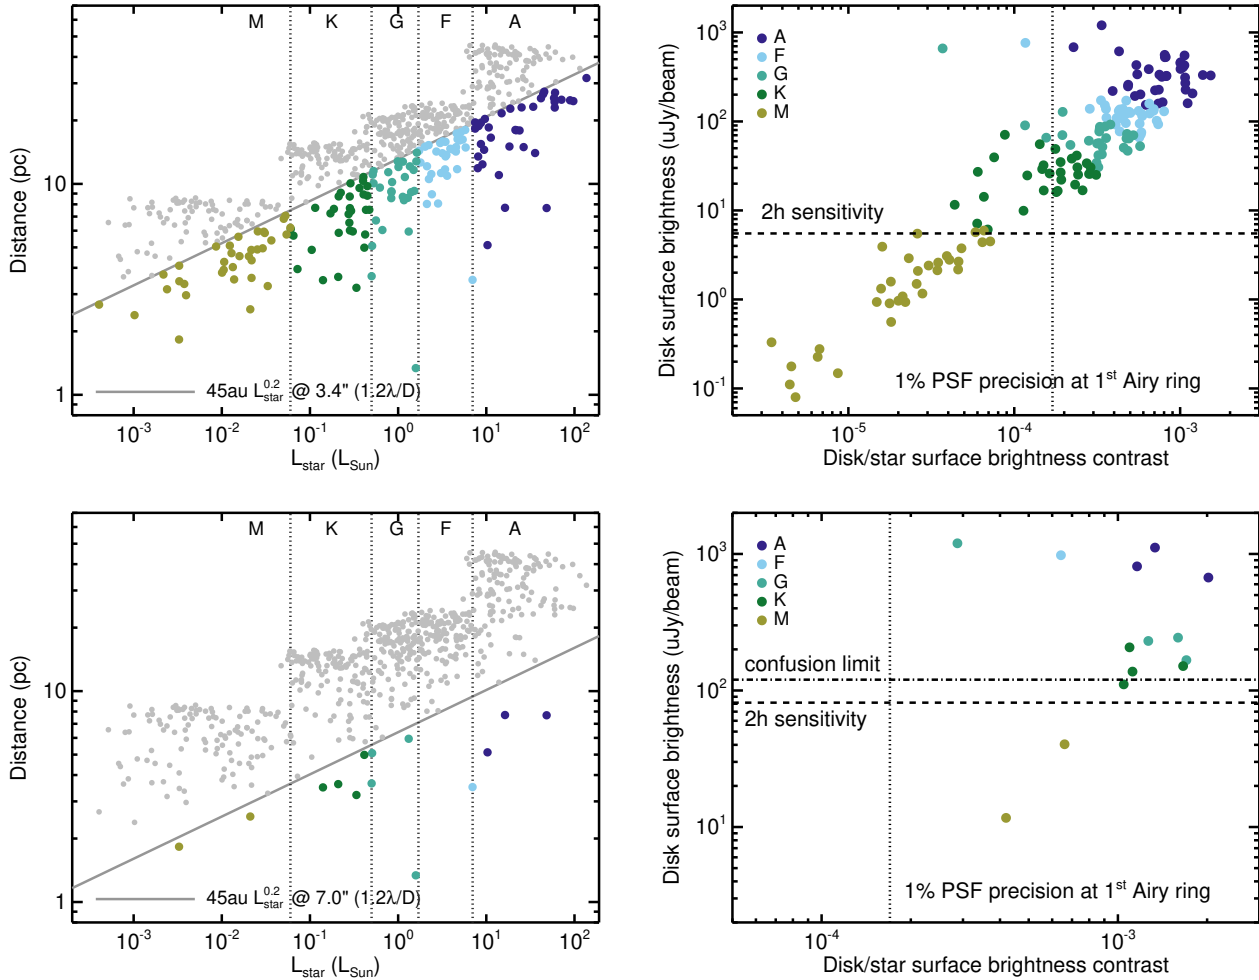 M K G F A
Distance (pc)
10
1
45au L_star^0.2 @ 3.4" (1.2λ/D)
10^-3 10^-2 10^-1 10^0 10^1 10^2
L_star (L_Sun)
Disk surface brightness (uJy/beam)
10^3
10^2
10^1
10^0
10^-1
A
F
G
K
M
2h sensitivity
1% PSF precision at 1^st Airy ring
10^-5 10^-4 10^-3
Disk/star surface brightness contrast
M K G F A
Distance (pc)
10
1
45au L_star^0.2 @ 7.0" (1.2λ/D)
10^-3 10^-2 10^-1 10^0 10^1 10^2
L_star (L_Sun)
Disk surface brightness (uJy/beam)
10^3
10^2
10^1
A
F
G
K
M
confusion limit
2h sensitivity
1% PSF precision at 1^st Airy ring
10^-4 10^-3
Disk/star surface brightness contrast